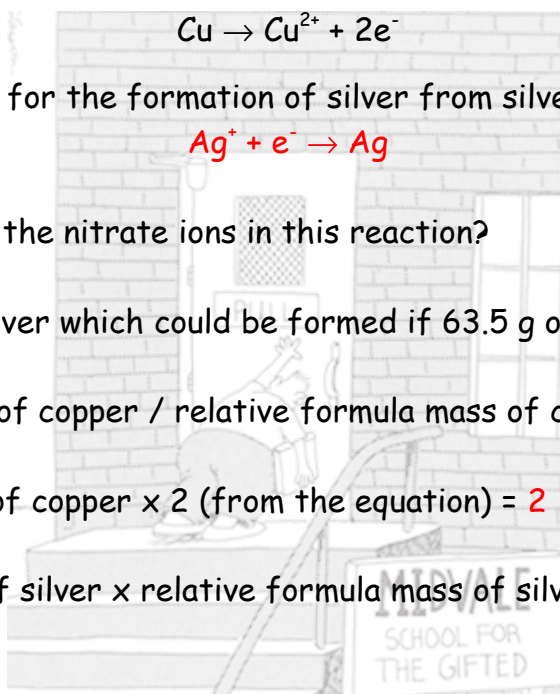 Cu → Cu²⁺ + 2e⁻
for the formation of silver from silve
Ag⁺ + e⁻ → Ag
the nitrate ions in this reaction?
ver which could be formed if 63.5 g o
of copper / relative formula mass of c
of copper x 2 (from the equation) = 2
f silver x relative formula mass of silv
PULL
MIDVALE
SCHOOL FOR
THE GIFTED